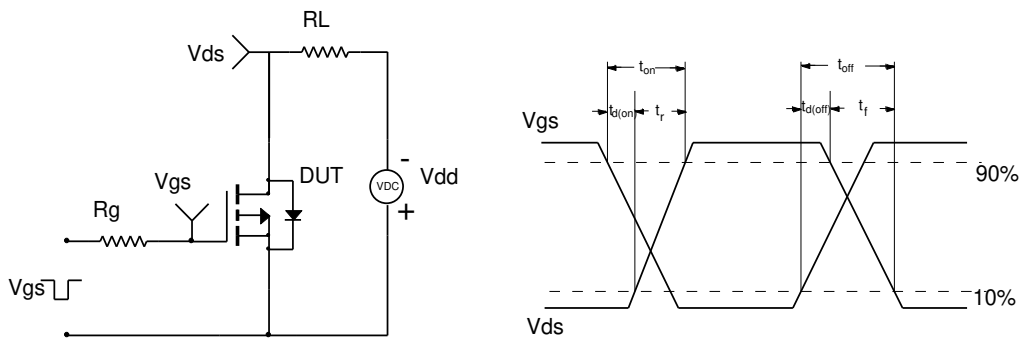 RL
Vds
Vgs
DUT
VDC
-
+
Vdd
Rg
Vgs
ton
toff
td(on)
tr
td(off)
tf
Vgs
90%
10%
Vds